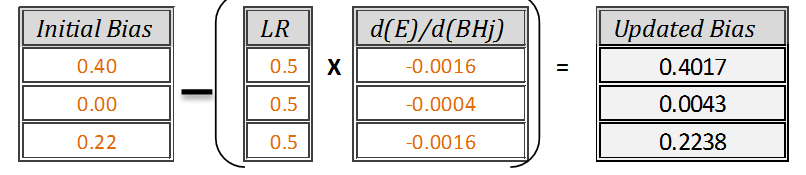 Initial Bias LR d(E)/d(BHj) Updated Bias
0.40 0.5 X -0.0016 = 0.4017
0.00 0.5 -0.0004 0.0043
0.22 0.5 -0.0016 0.2238